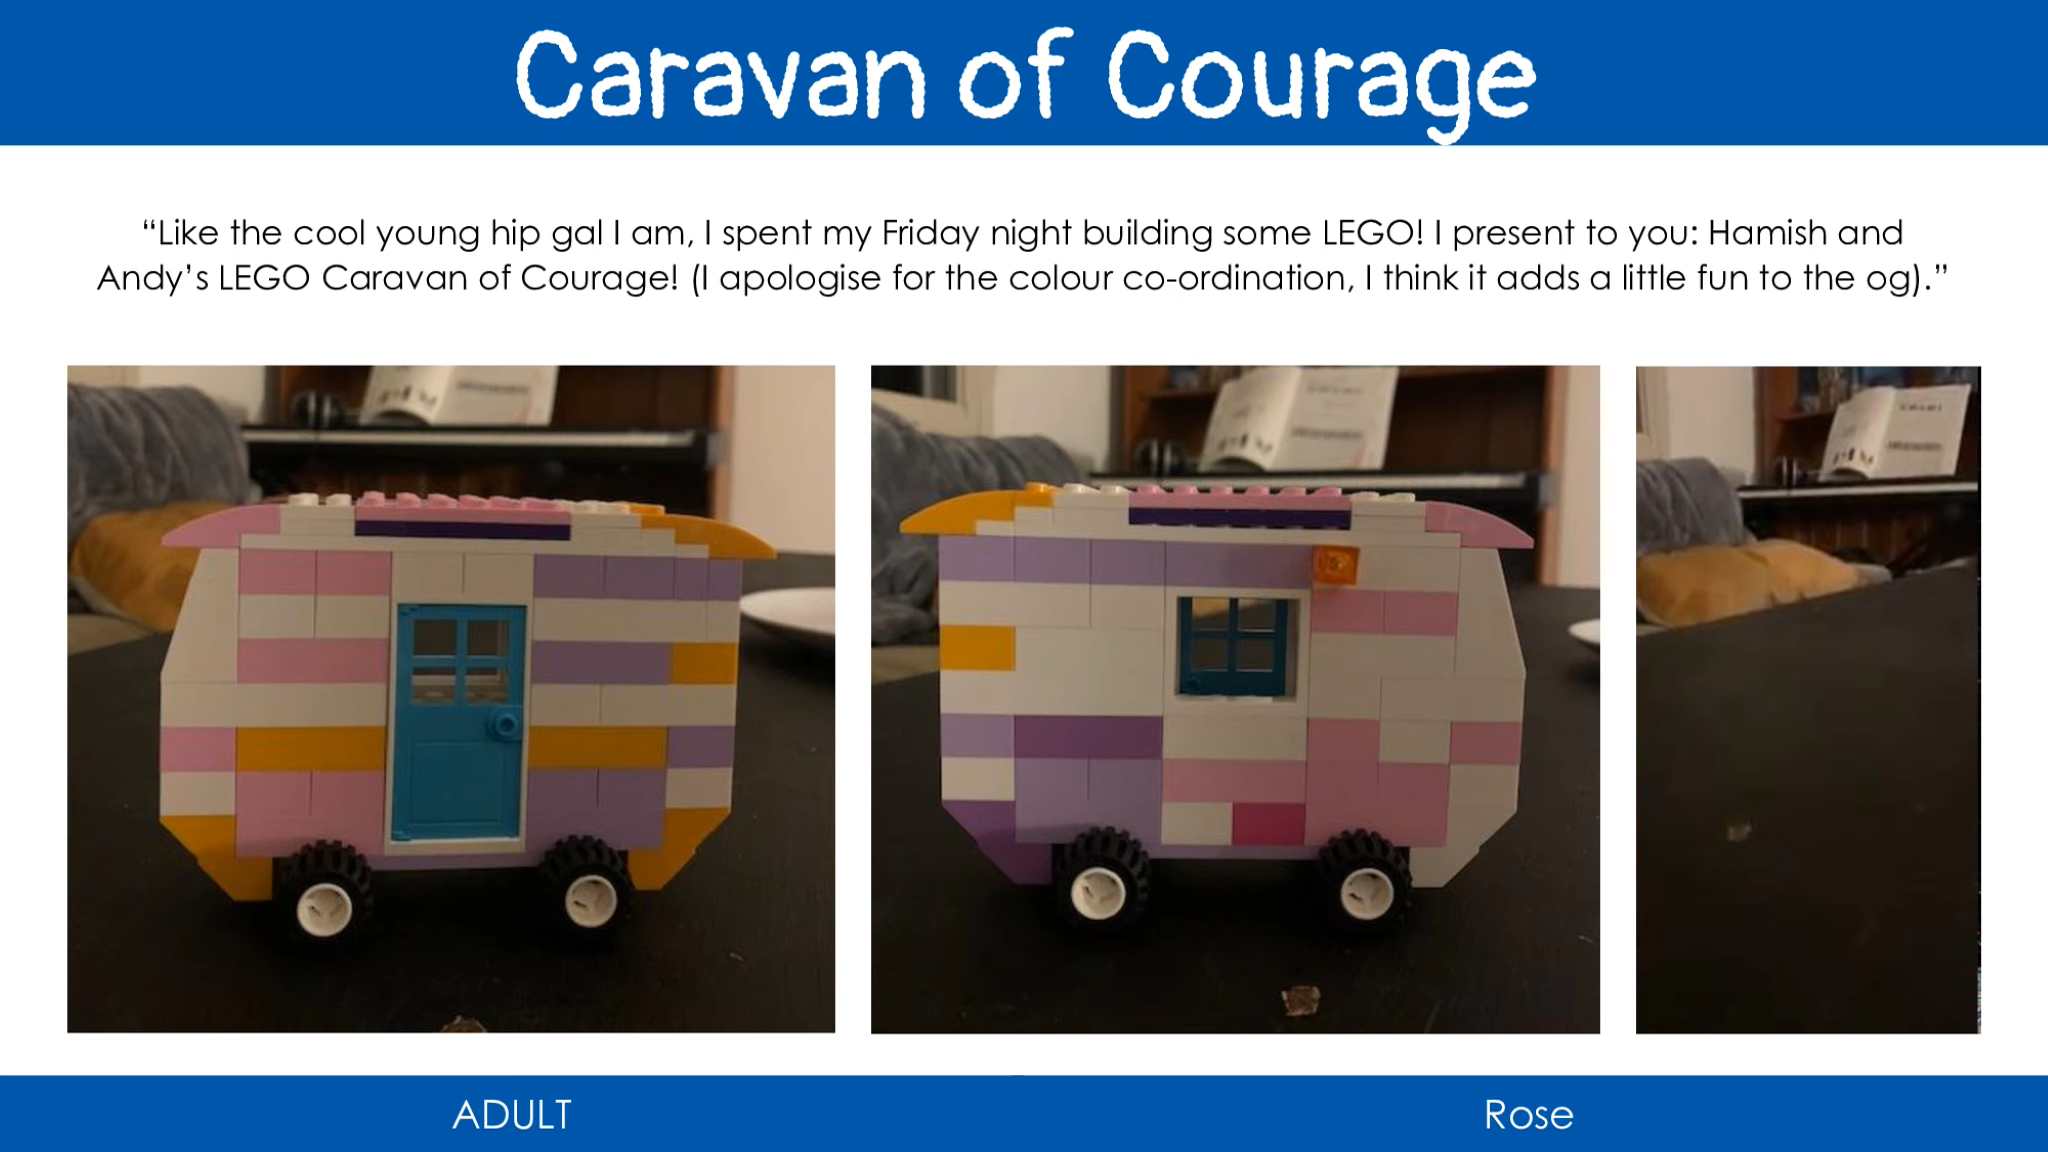 Caravan of Courage
“Like the cool young hip gal I am, I spent my Friday night building some LEGO! I present to you: Hamish and
Andy’s LEGO Caravan of Courage! (I apologise for the colour co-ordination, I think it adds a little fun to the og).”
ADULT
Rose